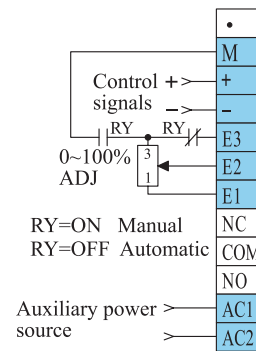 M
Control + +
signals − −
RY RY E3
0~100% 3 E2
ADJ 1 E1
RY=ON Manual NC
RY=OFF Automatic COM
NO
Auxiliary power AC1
source AC2